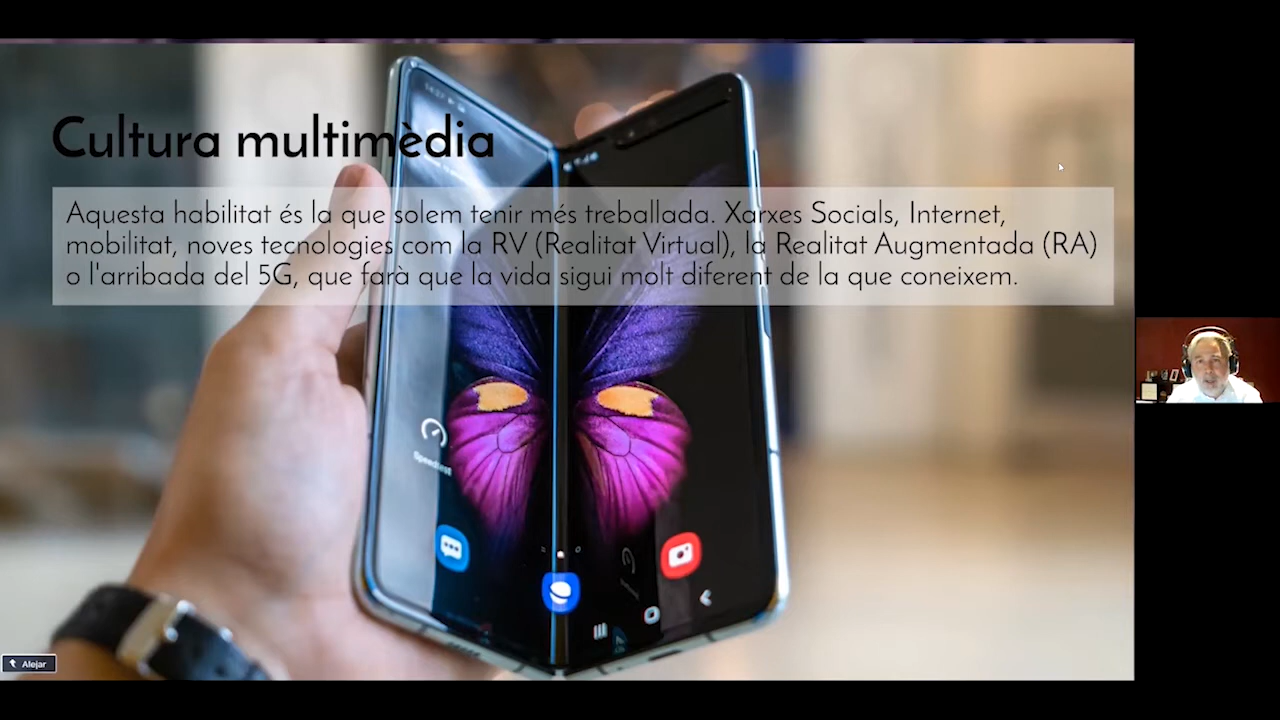 Cultura multimèdia
Aquesta habilitat és la que solem tenir més treballada. Xarxes Socials, Internet,
mobilitat, noves tecnologies com la RV (Realitat Virtual), la Realitat Augmentada (RA)
o l'arribada del 5G, que farà que la vida sigui molt diferent de la que coneixem.
Alejar